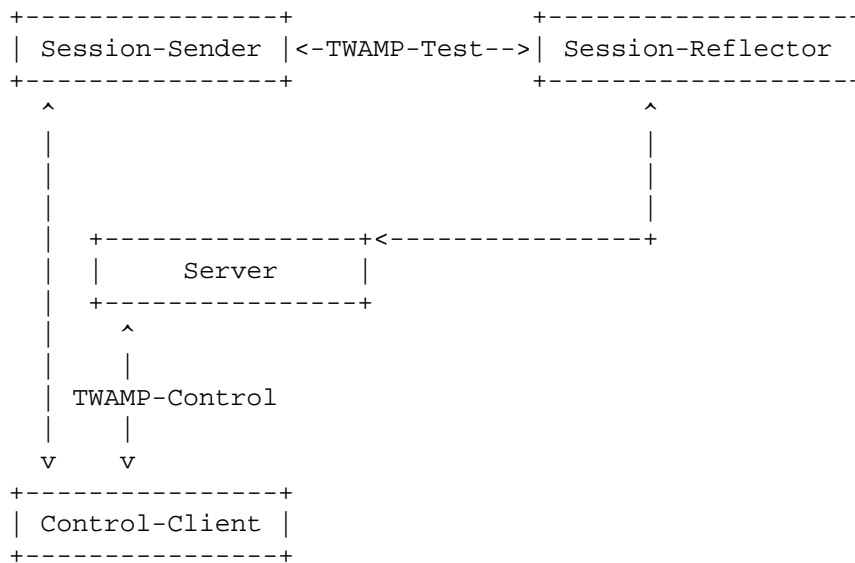 +----------------+               +-------------------
| Session-Sender |<-TWAMP-Test-->| Session-Reflector
+----------------+               +-------------------
  ^                                     ^
  |                                     |
  |                                     |
  |                                     |
  |  +----------------+<----------------+
  |  |     Server     |
  |  +----------------+
  |    ^
  |    |
  | TWAMP-Control
  |    |
  v    v
+----------------+
| Control-Client |
+----------------+